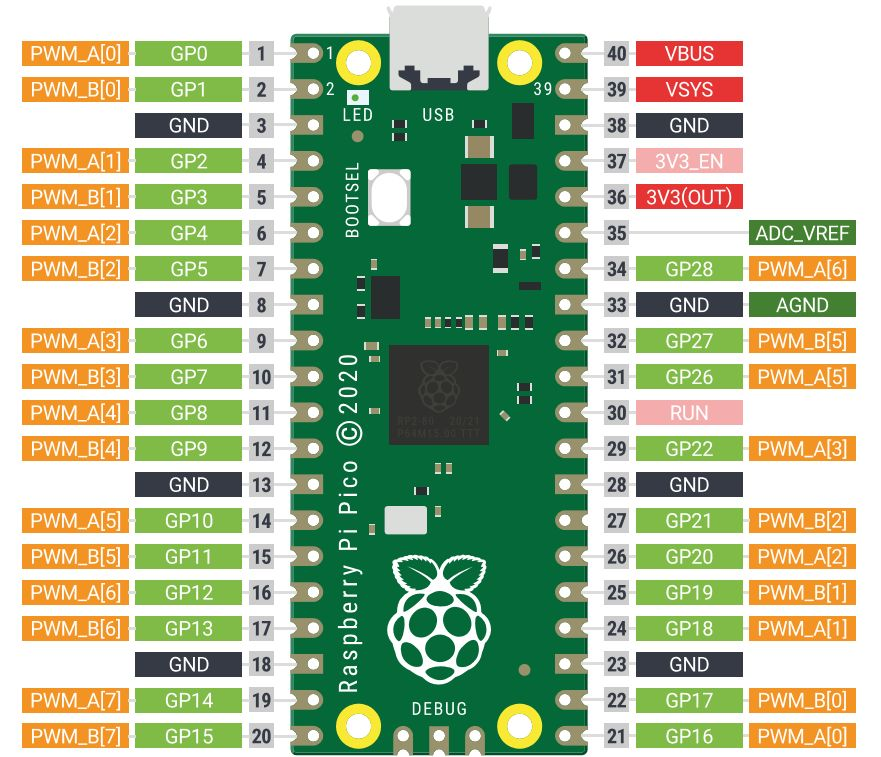 PWM_A[0] GP0 1 1 40 VBUS
PWM_B[0] GP1 2 2 39 39 VSYS
LED USB
GND 3 38 GND
PWM_A[1] GP2 4 37 3V3_EN
PWM_B[1] GP3 5 36 3V3(OUT)
BOOTSEL
PWM_A[2] GP4 6 35 ADC_VREF
PWM_B[2] GP5 7 34 GP28 PWM_A[6]
GND 8 33 GND AGND
PWM_A[3] GP6 9 32 GP27 PWM_B[5]
PWM_B[3] GP7 10 31 GP26 PWM_A[5]
PWM_A[4] GP8 11 30 RUN
RP2-B0 20/21
P64M15.00 TTT
PWM_B[4] GP9 12 29 GP22 PWM_A[3]
GND 13 28 GND
PWM_A[5] GP10 14 27 GP21 PWM_B[2]
PWM_B[5] GP11 15 26 GP20 PWM_A[2]
Raspberry Pi Pico ©2020
PWM_A[6] GP12 16 25 GP19 PWM_B[1]
PWM_B[6] GP13 17 24 GP18 PWM_A[1]
GND 18 23 GND
PWM_A[7] GP14 19 22 GP17 PWM_B[0]
DEBUG
PWM_B[7] GP15 20 21 GP16 PWM_A[0]